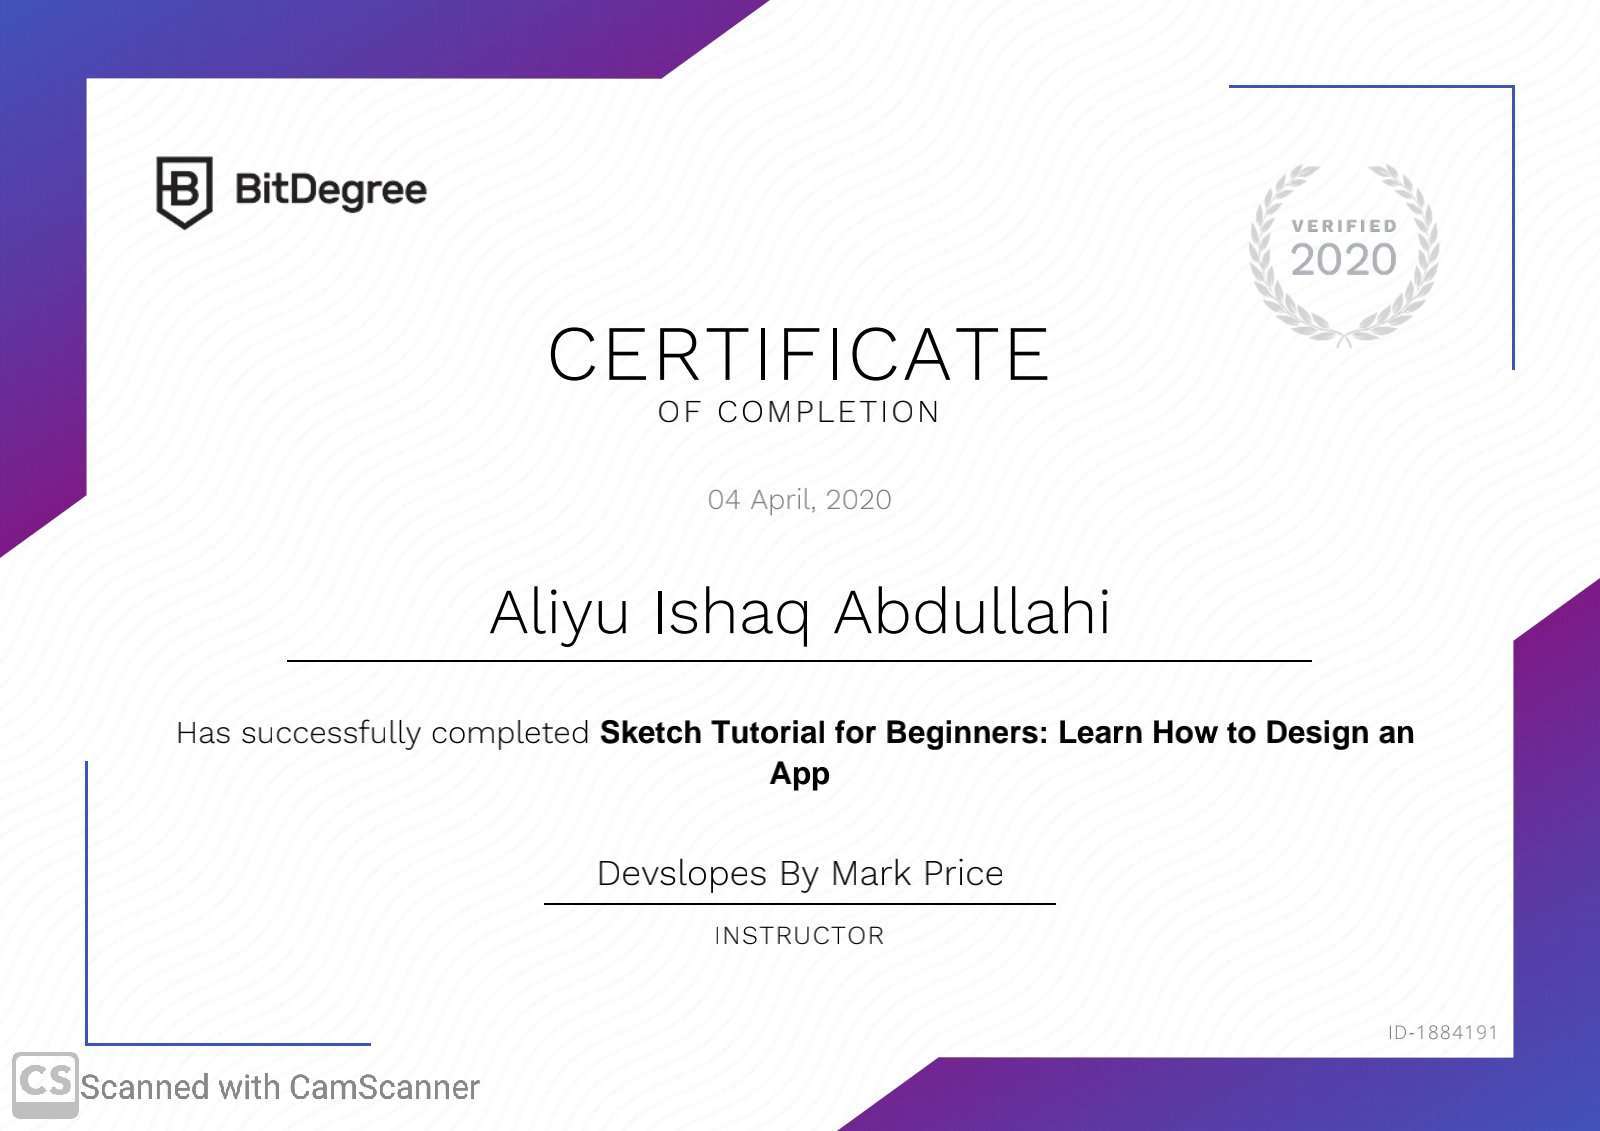 BitDegree
VERIFIED
2020
CERTIFICATE
OF COMPLETION
04 April, 2020
Aliyu Ishaq Abdullahi
Has successfully completed Sketch Tutorial for Beginners: Learn How to Design an
App
Devslopes By Mark Price
INSTRUCTOR
ID-1884191
CS Scanned with CamScanner